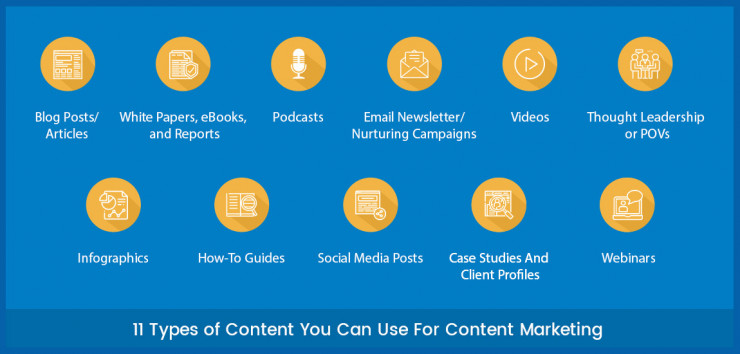 Blog Posts/
Articles
White Papers, eBooks,
and Reports
Podcasts
Email Newsletter/
Nurturing Campaigns
Videos
Thought Leadership
or POVs
Infographics
How-To Guides
Social Media Posts
Case Studies And
Client Profiles
Webinars
11 Types of Content You Can Use For Content Marketing